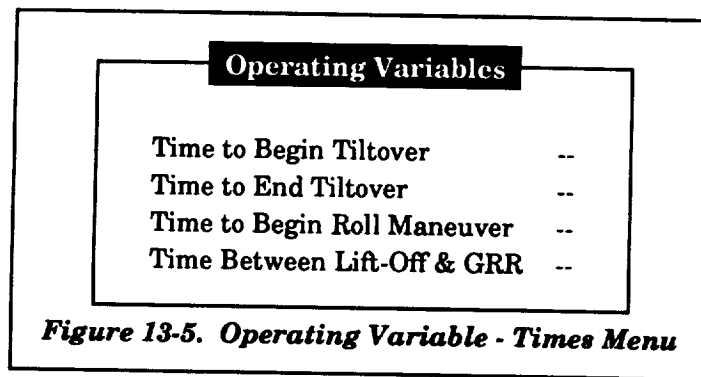 Operating Variables
Time to Begin Tiltover --
Time to End Tiltover --
Time to Begin Roll Maneuver --
Time Between Lift-Off & GRR --
Figure 13-5. Operating Variable - Times Menu